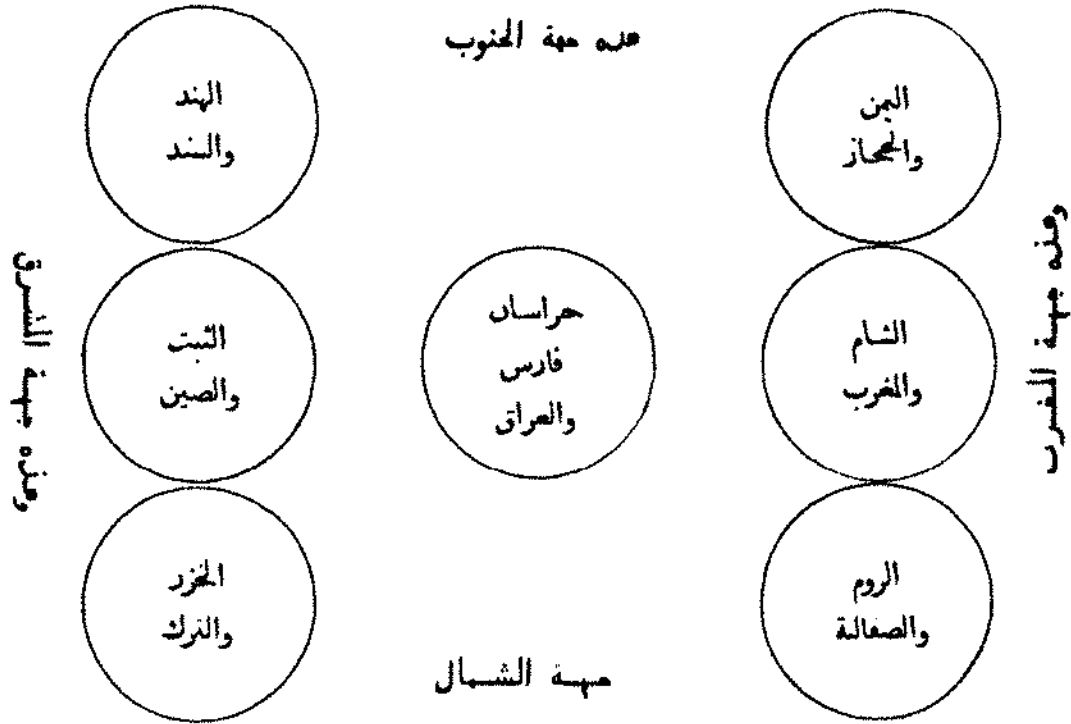 هذه جهة الجنوب
اليمن
والحجاز
الهند
والسند
وهذه جهة المغرب
الشام
والمغرب
خراسان
فارس
والعراق
التبت
والصين
وهذه جهة الشرق
الروم
والصقالبة
الخزر
والترك
جهة الشمال